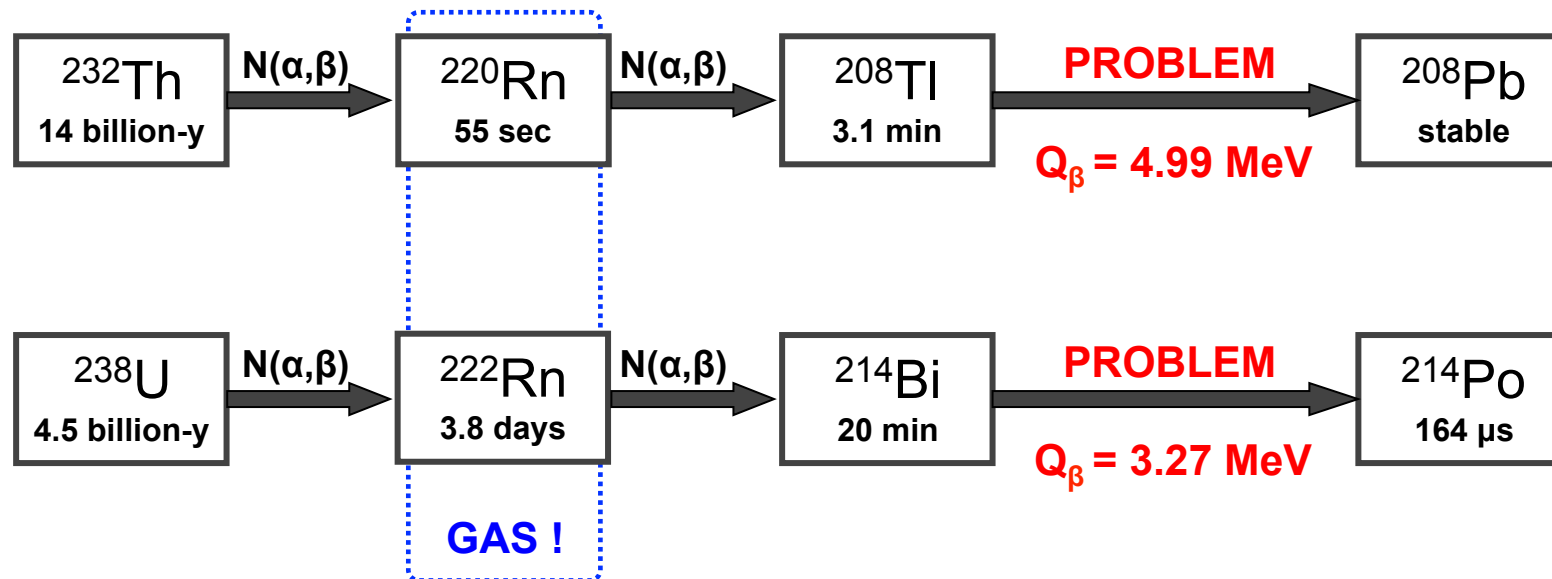 N(α,β) N(α,β) PROBLEM
²³²Th ²²⁰Rn ²⁰⁸Tl ²⁰⁸Pb
14 billion-y 55 sec 3.1 min stable
Qβ = 4.99 MeV
N(α,β) N(α,β) PROBLEM
²³⁸U ²²²Rn ²¹⁴Bi ²¹⁴Po
4.5 billion-y 3.8 days 20 min 164 µs
Qβ = 3.27 MeV
GAS !